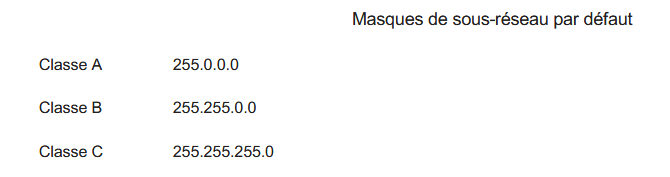 Masques de sous-réseau par défaut
Classe A 255.0.0.0
Classe B 255.255.0.0
Classe C 255.255.255.0